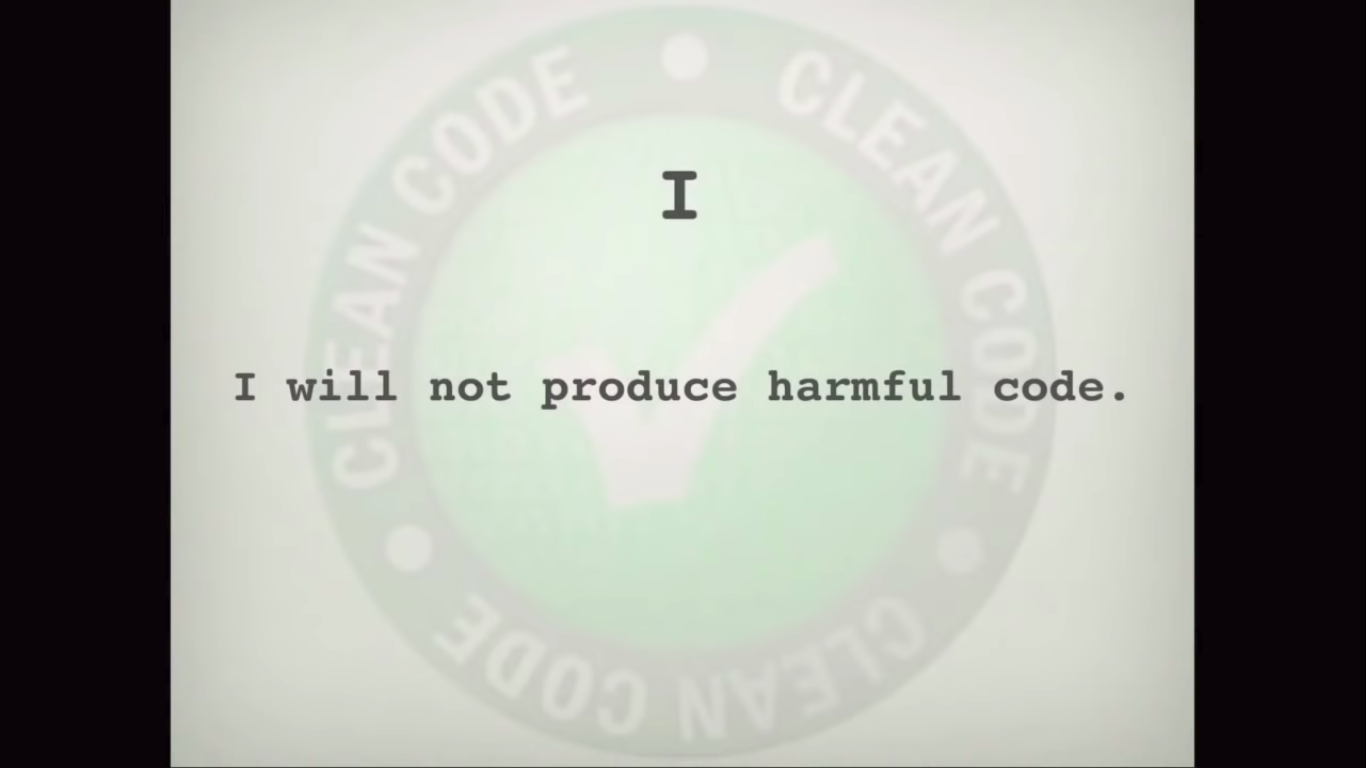 CLEAN CODE • CLEAN CODE • CLEAN CODE •
I
I will not produce harmful code.